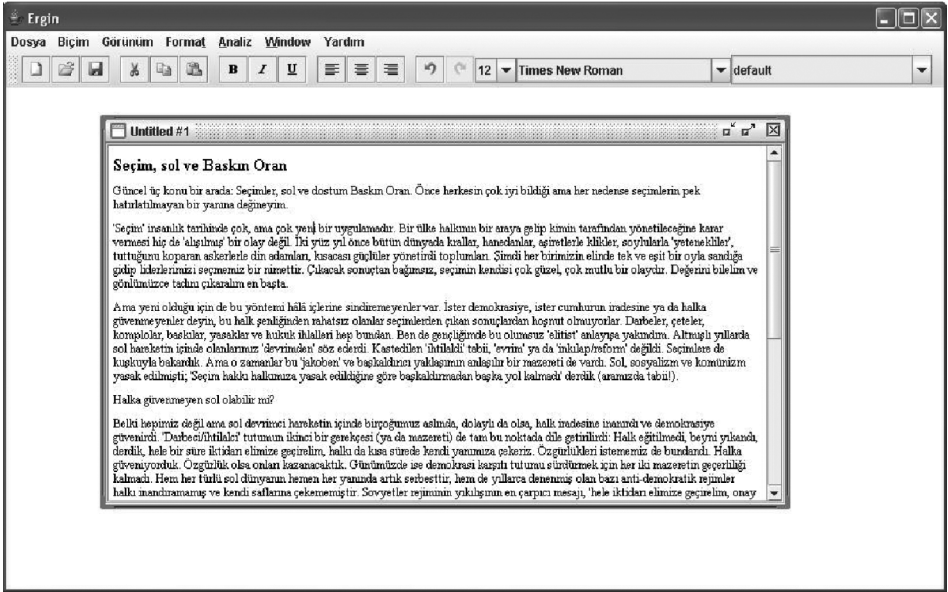 Ergin
Dosya Biçim Görünüm Format Analiz Window Yardım
B I U 12 Times New Roman default
Untitled #1
Seçim, sol ve Baskın Oran
Güncel üç konu bir arada: Seçimler, sol ve dostum Baskın Oran. Önce herkesin çok iyi bildiği ama her nedense seçimlerin pek
hatırlatılmayan bir yanına değineyim.
'Seçim' insanlık tarihinde çok, ama çok yeni bir uygulamadır. Bir ülke halkının bir araya gelip kimin tarafından yönetileceğine karar
vermesi hiç de 'alışılmış' bir olay değil. İki yüz yıl önce bütün dünyada krallar, hanedanlar, aşiretlerle klikler, soylularla 'yetenekliler',
tuttuğunu koparan askerlerle din adamları, kısacası güçlüler yönetirdi toplumları. Şimdi her birimizin elinde tek ve eşit bir oyla sandığa
gidip liderlerimizi seçmemiz bir nimettir. Çıkacak sonuçtan bağımsız, seçimin kendisi çok güzel, çok mutlu bir olaydır. Değerini bilelim ve
gönlümüzce tadını çıkaralım en başta.
Ama yeni olduğu için de bu yöntemi hâlâ içlerine sindiremeyenler var. İster demokrasiye, ister cumhurun iradesine ya da halka
güvenmeyenler deyin, bu halk şenliğinden rahatsız olanlar seçimlerden çıkan sonuçlardan hoşnut olmuyorlar. Darbeler, çeteler,
komplolar, baskılar, yasaklar ve hukuk ihlalleri hep bundan. Ben de gençliğimde bu olumsuz 'elitist' anlayışa yakındım. Altmışlı yıllarda
sol hareketin içinde olanlarımız 'devrimden' söz ederdi. Kastedilen 'ihtilaldi' tabii, 'evrim' ya da 'inkılap/reform' değildi. Seçimlere de
kuşkuyla bakardık. Ama o zamanlar bu 'jakoben' ve başkaldırıcı yaklaşımın anlaşılır bir mazereti de vardı. Sol, sosyalizm ve komünizm
yasak edilmişti; 'Seçim hakkı halkımıza yasak edildiğine göre başkaldırmadan başka yol kalmadı' derdik (aramızda tabii!).
Halka güvenmeyen sol olabilir mi?
Belki hepimiz değil ama sol devrimci hareketin içinde birçoğumuz aslında, dolaylı da olsa, halk iradesine inanırdı ve demokrasiye
güvenirdi. 'Darbeci/ihtilalci' tutumun ikinci bir gerekçesi (ya da mazereti) de tam bu noktada dile getirilirdi: Halk eğitilmedi, beyni yıkandı,
derdik, hele bir süre iktidarı elimize geçirelim, halkı da kısa sürede kendi yanımıza çekeriz. Özgürlükleri istememiz de bundandı. Halka
güveniyorduk. Özgürlük olsa onları kazanacaktık. Günümüzde ise demokrasi karşıtı tutumu sürdürmek için her iki mazeretin geçerliliği
kalmadı. Hem her türlü sol dünyanın hemen her yanında artık serbesttir, hem de yıllarca denenmiş olan bazı anti-demokratik rejimler
halkı inandıramamış ve kendi saflarına çekememiştir. Sovyetler rejiminin yıkılışının en çarpıcı mesajı, 'hele iktidarı elimize geçirelim, onay